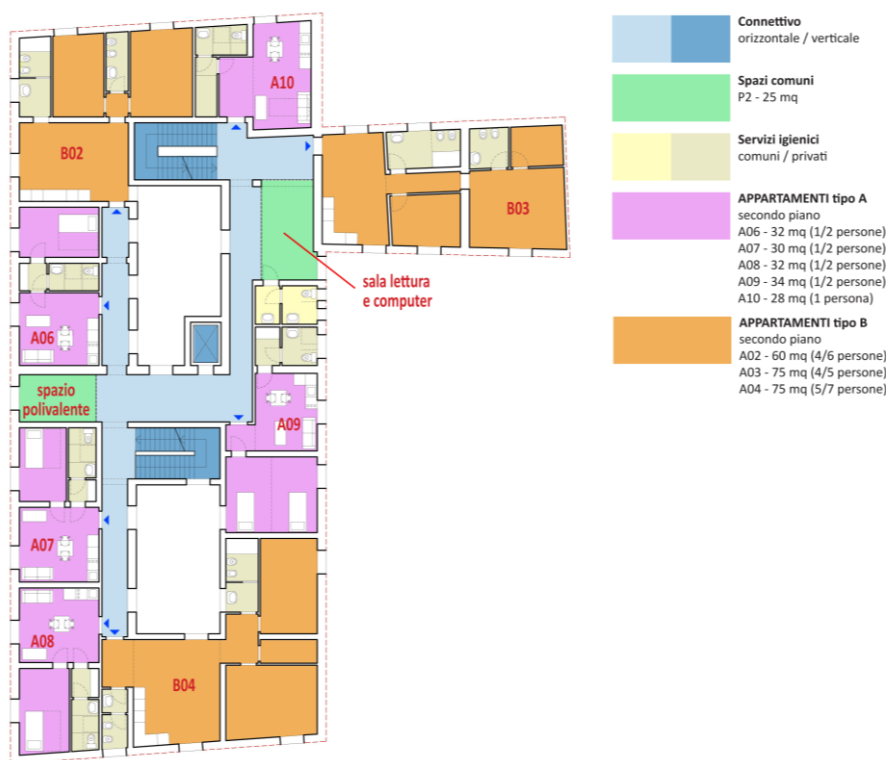 A10
B02
B03
sala lettura
e computer
A06
spazio
polivalente
A09
A07
A08
B04
Connettivo
orizzontale / verticale
Spazi comuni
P2 - 25 mq
Servizi igienici
comuni / privati
APPARTAMENTI tipo A
secondo piano
A06 - 32 mq (1/2 persone)
A07 - 30 mq (1/2 persone)
A08 - 32 mq (1/2 persone)
A09 - 34 mq (1/2 persone)
A10 - 28 mq (1 persona)
APPARTAMENTI tipo B
secondo piano
A02 - 60 mq (4/6 persone)
A03 - 75 mq (4/5 persone)
A04 - 75 mq (5/7 persone)